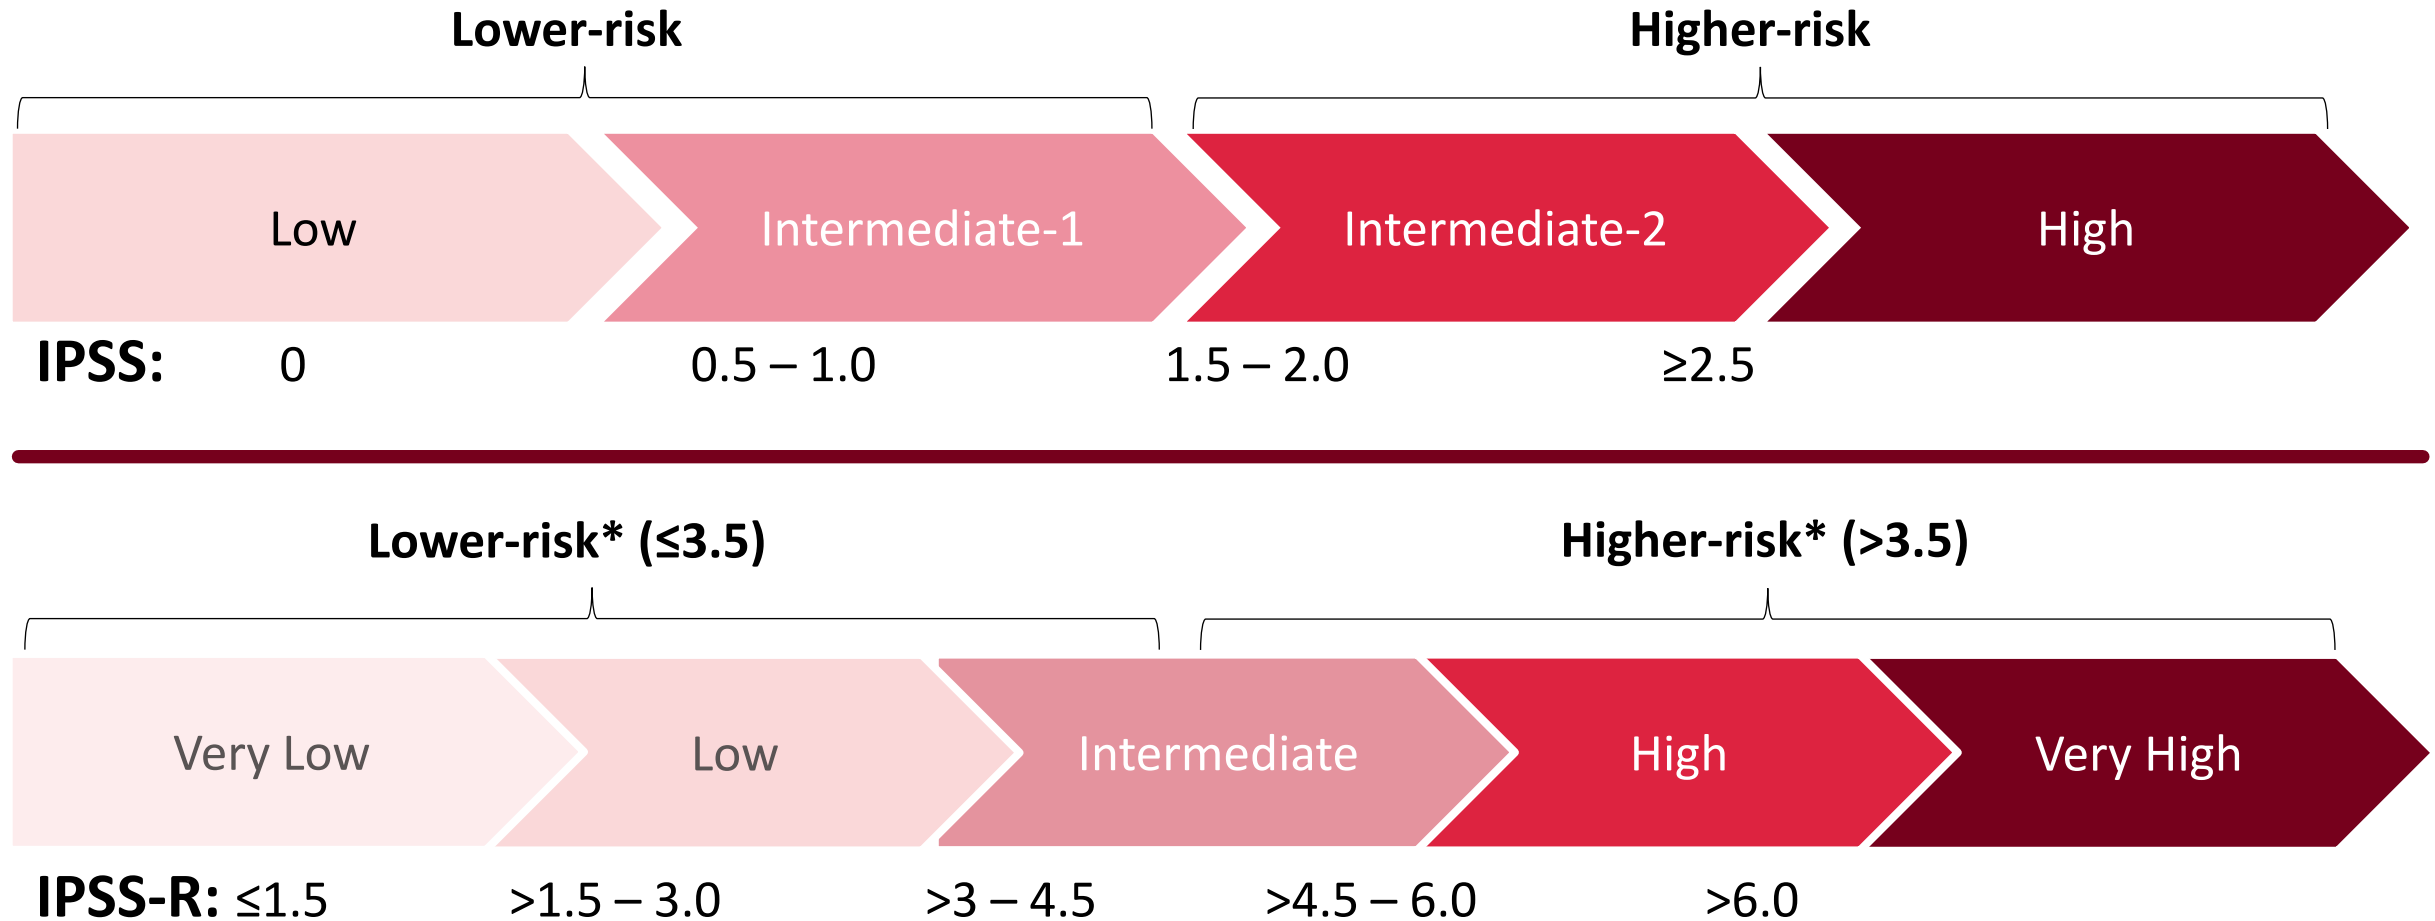 Lower-risk Higher-risk
Low Intermediate-1 Intermediate-2 High
IPSS: 0 0.5 – 1.0 1.5 – 2.0 ≥2.5
Lower-risk* (≤3.5) Higher-risk* (>3.5)
Very Low Low Intermediate High Very High
IPSS-R: ≤1.5 >1.5 – 3.0 >3 – 4.5 >4.5 – 6.0 >6.0